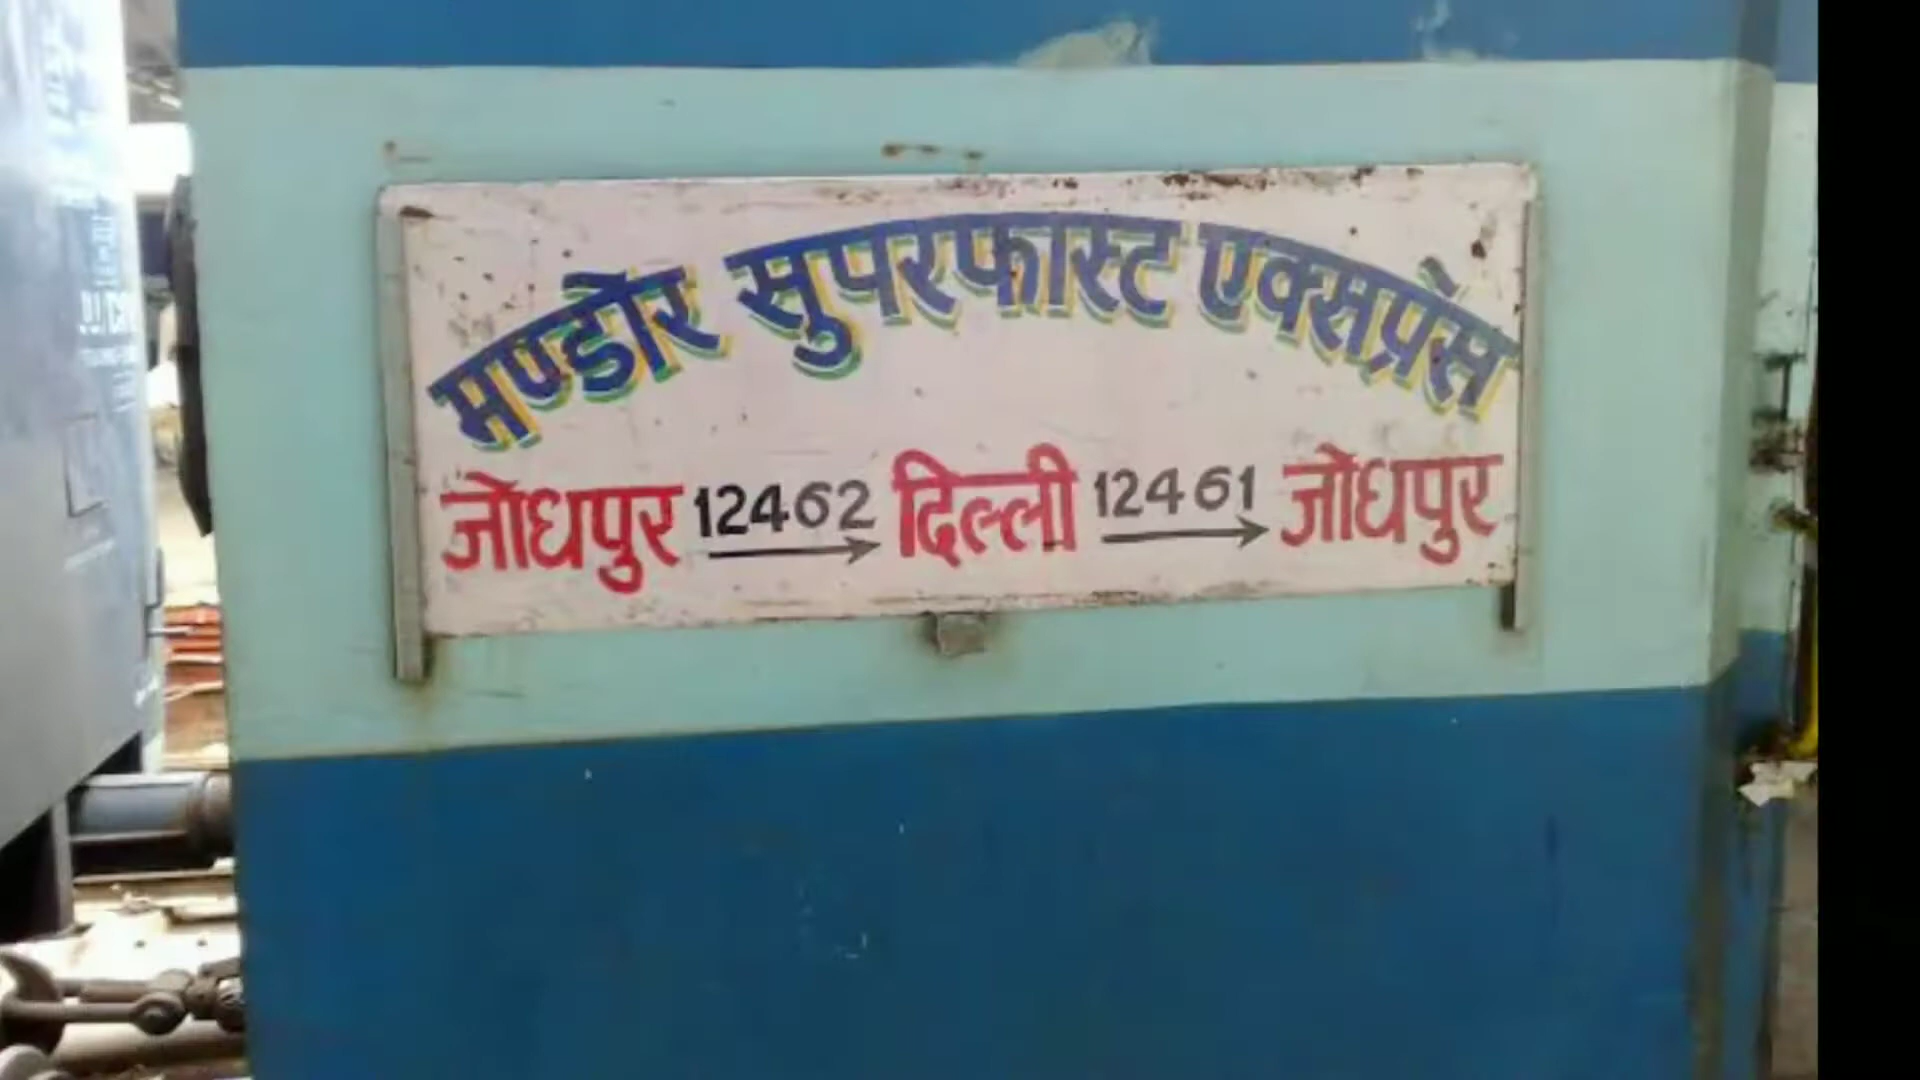 मण्डोर सुपरफास्ट एक्सप्रेस
जोधपुर 12462 दिल्ली 12461 जोधपुर